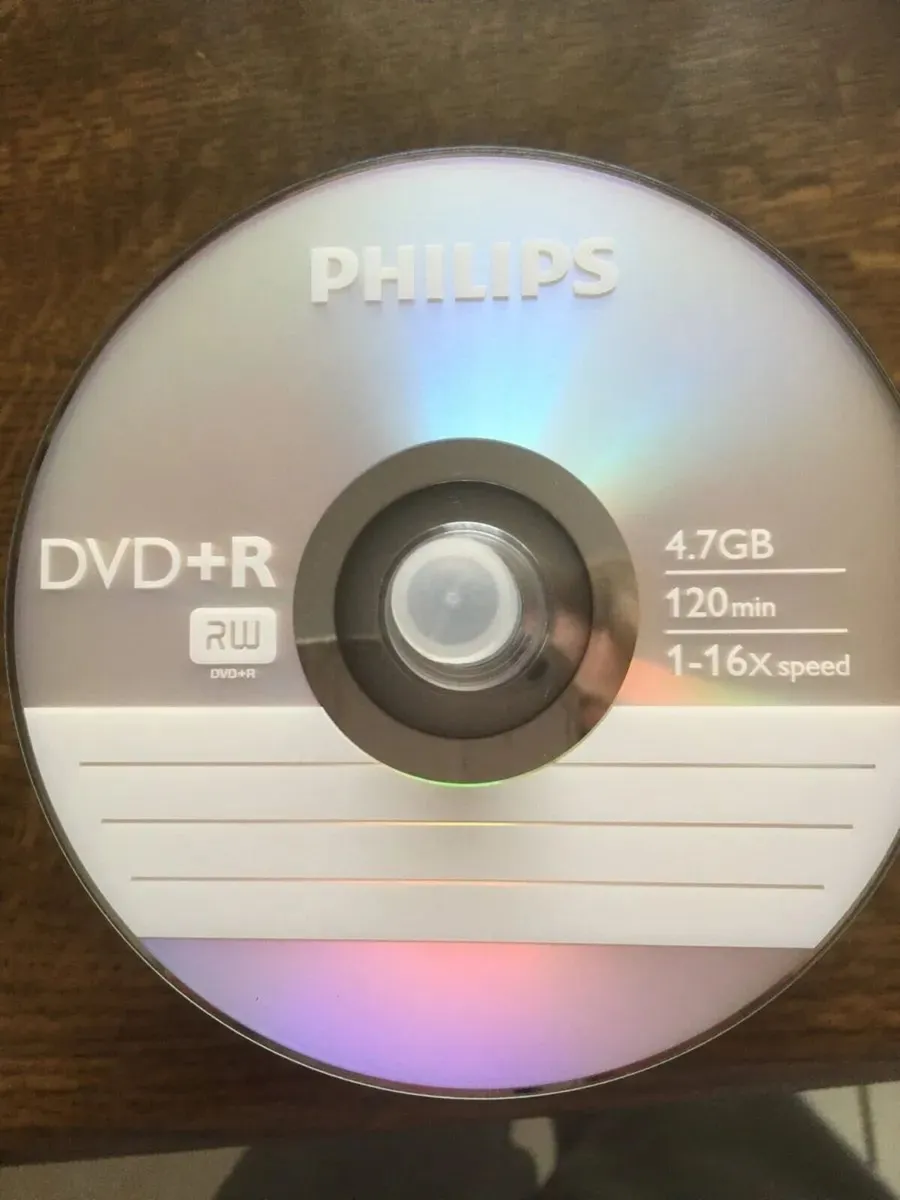 PHILIPS
DVD+R
RW
DVD+R
4.7GB
120min
1-16x speed